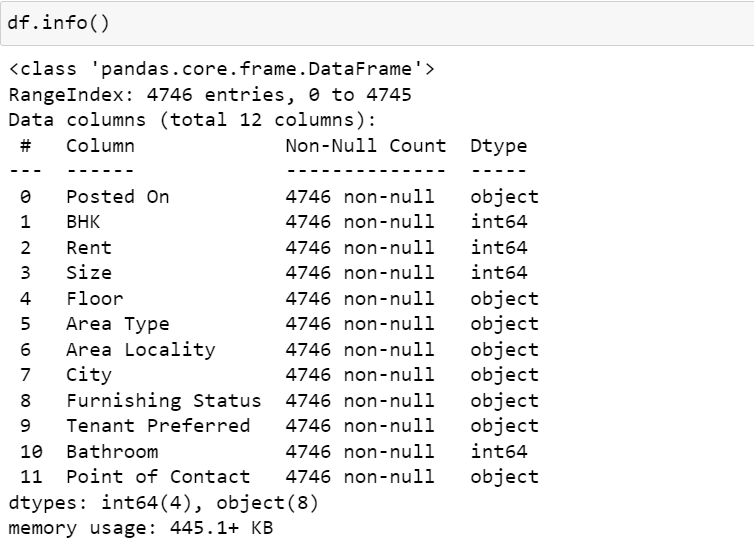 df.info()
<class 'pandas.core.frame.DataFrame'>
RangeIndex: 4746 entries, 0 to 4745
Data columns (total 12 columns):
 #   Column             Non-Null Count  Dtype
---  ------             --------------  -----
 0   Posted On          4746 non-null   object
 1   BHK                4746 non-null   int64
 2   Rent               4746 non-null   int64
 3   Size               4746 non-null   int64
 4   Floor              4746 non-null   object
 5   Area Type          4746 non-null   object
 6   Area Locality      4746 non-null   object
 7   City               4746 non-null   object
 8   Furnishing Status  4746 non-null   object
 9   Tenant Preferred   4746 non-null   object
 10  Bathroom           4746 non-null   int64
 11  Point of Contact   4746 non-null   object
dtypes: int64(4), object(8)
memory usage: 445.1+ KB